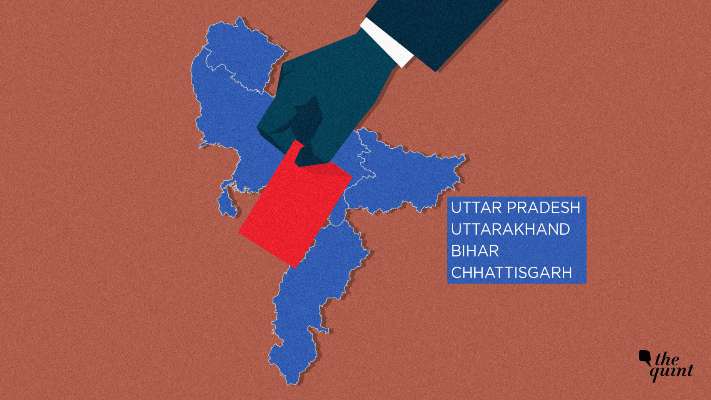 UTTAR PRADESH
UTTARAKHAND
BIHAR
CHHATTISGARH
the
quint